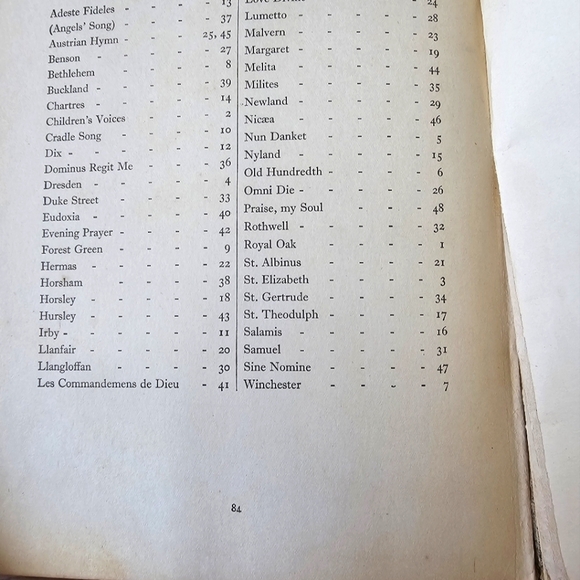 Adeste Fideles - - - 13
(Angels' Song) - - - 37
Austrian Hymn - - - 25, 45
Benson - - - - 27
Bethlehem - - - 8
Buckland - - - - 39
Chartres - - - - 14
Children's Voices - - - 2
Cradle Song - - - 10
Dix - - - - - 12
Dominus Regit Me - - - 36
Dresden - - - - 4
Duke Street - - - 33
Eudoxia - - - - 40
Evening Prayer - - - - 42
Forest Green - - - 9
Hermas - - - - 22
Horsham - - - - 38
Horsley - - - - 18
Hursley - - - - 43
Irby - - - - - 11
Llanfair - - - - 20
Llangloffan - - - 30
Les Commandemens de Dieu - 41
24
Lumetto - - - - 28
Malvern - - - - 23
Margaret - - - - 19
Melita - - - - 44
Milites - - - - 35
Newland - - - - 29
Nicæa - - - - 46
Nun Danket - - - 5
Nyland - - - - 15
Old Hundredth - - - 6
Omni Die - - - - 26
Praise, my Soul - - - 48
Rothwell - - - - 32
Royal Oak - - - 1
St. Albinus - - - 21
St. Elizabeth - - - 3
St. Gertrude - - - 34
St. Theodulph - - - 17
Salamis - - - - 16
Samuel - - - - 31
Sine Nomine - - - 47
Winchester - - - 7
84